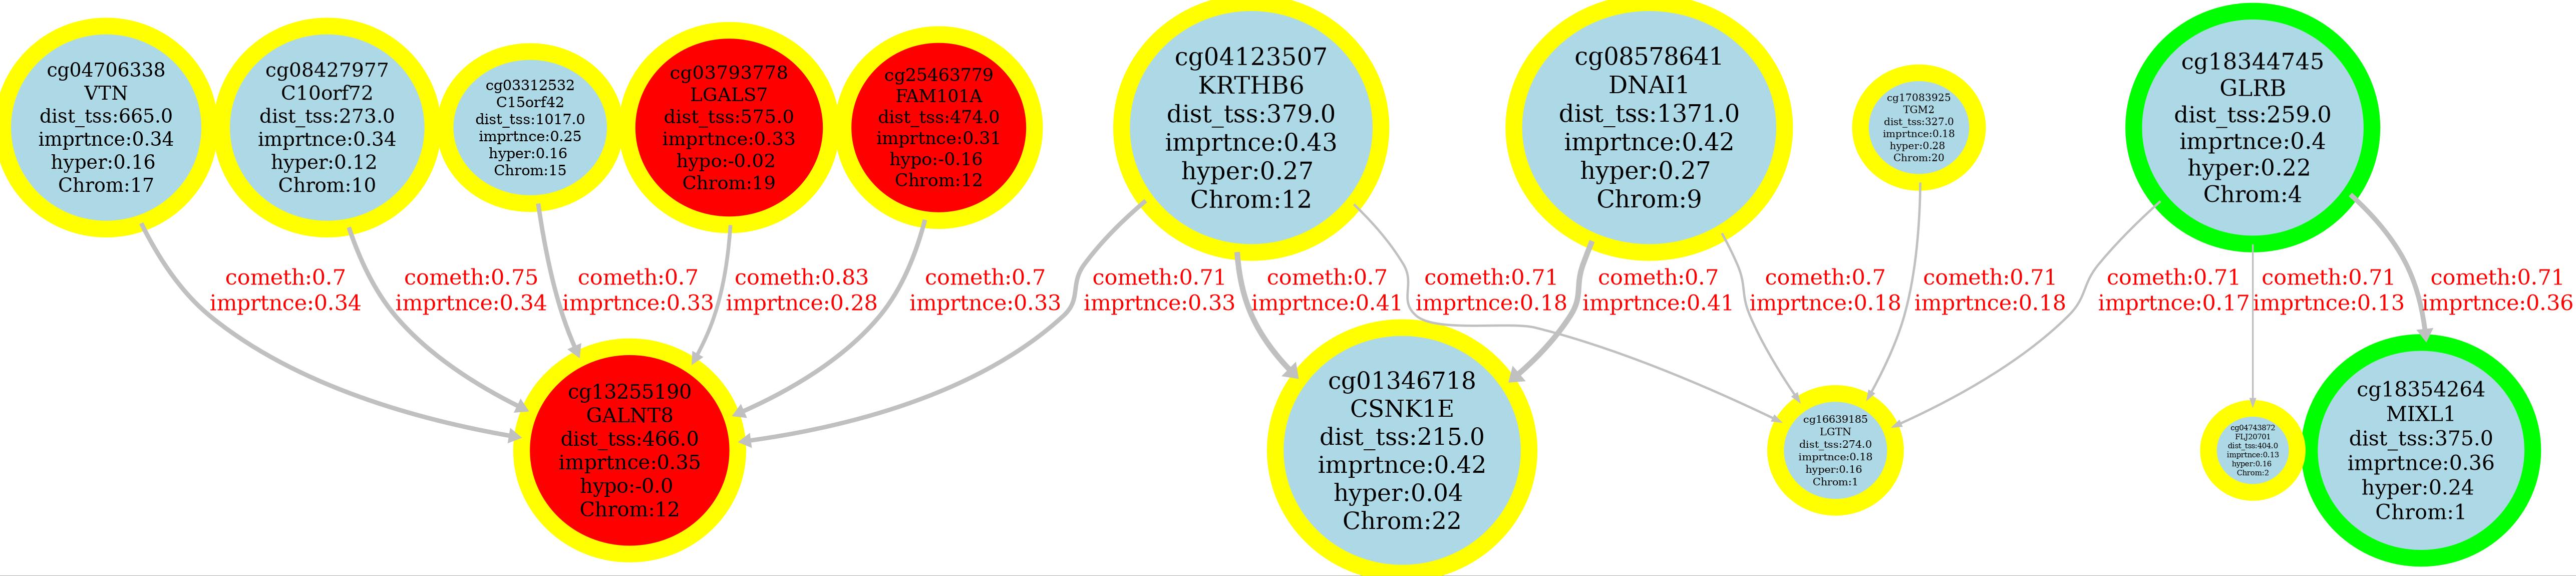 cg04706338
VTN
dist_tss:665.0
imprtnce:0.34
hyper:0.16
Chrom:17
cg08427977
C10orf72
dist_tss:273.0
imprtnce:0.34
hyper:0.12
Chrom:10
cg03312532
C15orf42
dist_tss:1017.0
imprtnce:0.25
hyper:0.16
Chrom:15
cg03793778
LGALS7
dist_tss:575.0
imprtnce:0.33
hypo:-0.02
Chrom:19
cg25463779
FAM101A
dist_tss:474.0
imprtnce:0.31
hypo:-0.16
Chrom:12
cg04123507
KRTHB6
dist_tss:379.0
imprtnce:0.43
hyper:0.27
Chrom:12
cg08578641
DNAI1
dist_tss:1371.0
imprtnce:0.42
hyper:0.27
Chrom:9
cg17083925
TGM2
dist_tss:327.0
imprtnce:0.18
hyper:0.28
Chrom:20
cg18344745
GLRB
dist_tss:259.0
imprtnce:0.4
hyper:0.22
Chrom:4
cometh:0.7
imprtnce:0.34
cometh:0.75
imprtnce:0.34
cometh:0.7
imprtnce:0.33
cometh:0.83
imprtnce:0.28
cometh:0.7
imprtnce:0.33
cometh:0.71
imprtnce:0.33
cometh:0.7
imprtnce:0.41
cometh:0.71
imprtnce:0.18
cometh:0.7
imprtnce:0.41
cometh:0.7
imprtnce:0.18
cometh:0.71
imprtnce:0.18
cometh:0.71
imprtnce:0.17
cometh:0.71
imprtnce:0.13
cometh:0.71
imprtnce:0.36
cg13255190
GALNT8
dist_tss:466.0
imprtnce:0.35
hypo:-0.0
Chrom:12
cg01346718
CSNK1E
dist_tss:215.0
imprtnce:0.42
hyper:0.04
Chrom:22
cg16639185
LGTN
dist_tss:274.0
imprtnce:0.18
hyper:0.16
Chrom:1
cg04743872
FLJ20701
dist_tss:404.0
imprtnce:0.13
hyper:0.16
Chrom:2
cg18354264
MIXL1
dist_tss:375.0
imprtnce:0.36
hyper:0.24
Chrom:1